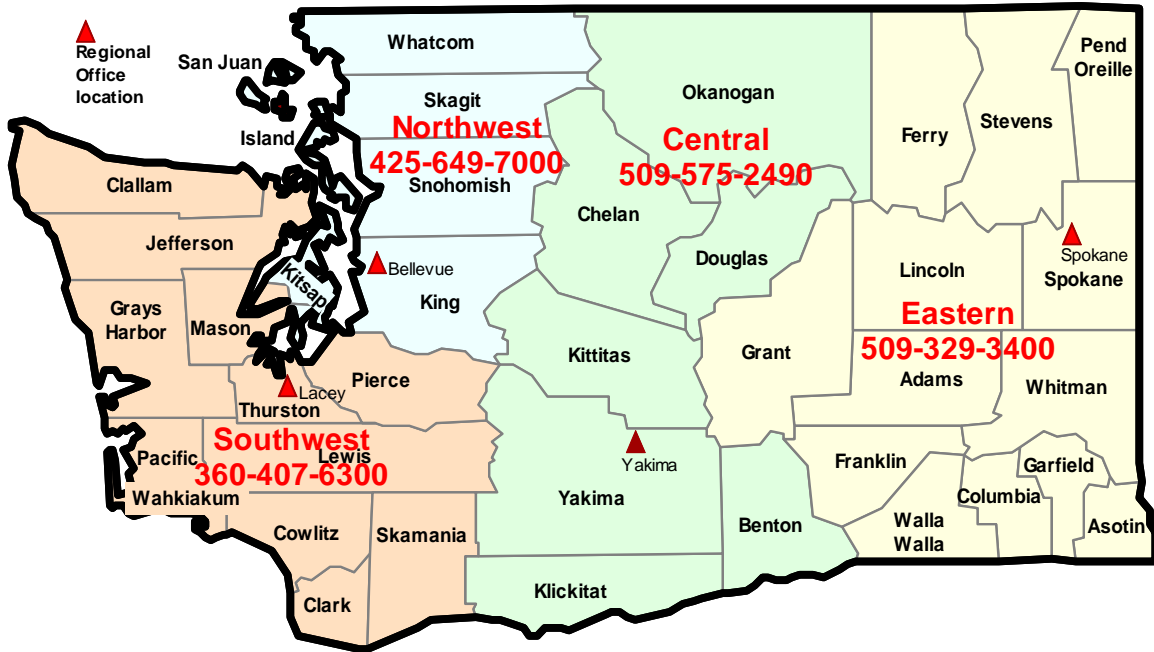 Regional
Office
location
San Juan
Island
Whatcom
Skagit
Northwest
425-649-7000
Snohomish
King
Bellevue
Kitsap
Clallam
Jefferson
Grays
Harbor
Mason
Pierce
Lacey
Thurston
Southwest
Lewis
360-407-6300
Pacific
Wahkiakum
Cowlitz
Skamania
Clark
Okanogan
Central
509-575-2490
Chelan
Douglas
Kittitas
Yakima
Yakima
Benton
Klickitat
Pend
Oreille
Stevens
Ferry
Spokane
Spokane
Lincoln
Eastern
509-329-3400
Grant
Adams
Whitman
Franklin
Garfield
Columbia
Walla
Walla
Asotin